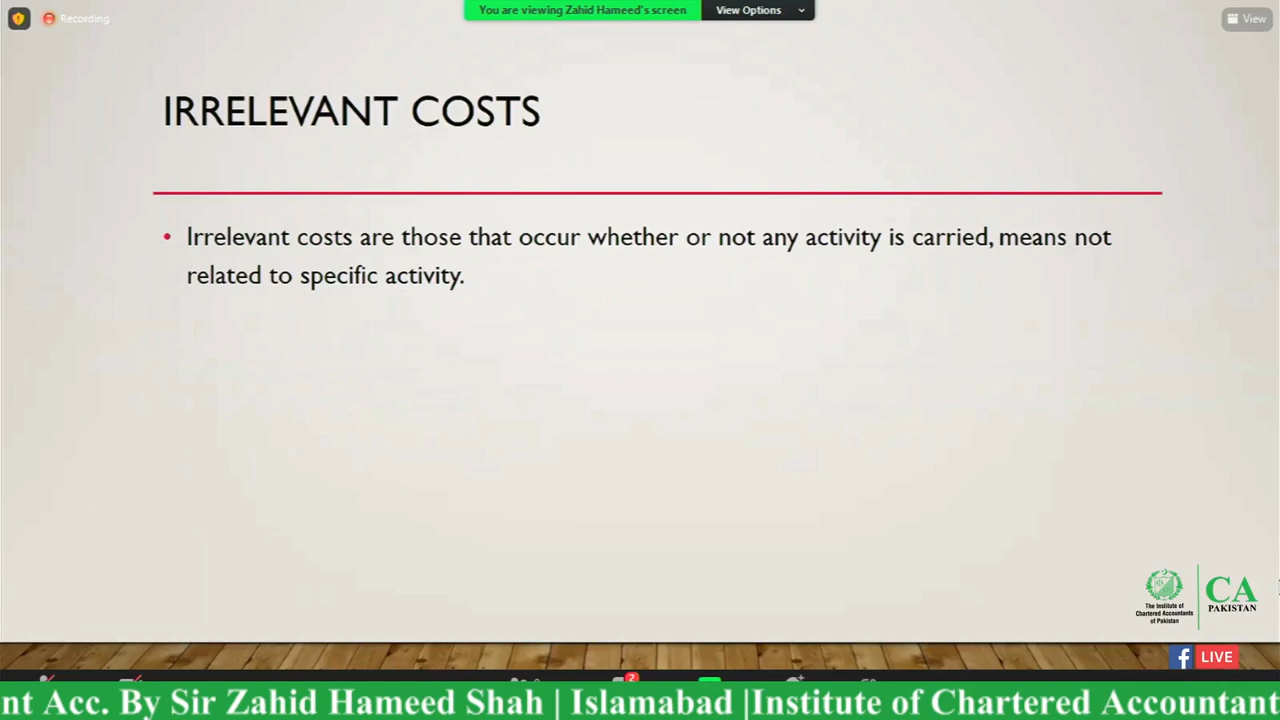 Recording
You are viewing Zahid Hameed's screen
View Options
View
IRRELEVANT COSTS
• Irrelevant costs are those that occur whether or not any activity is carried, means not
related to specific activity.
The Institute of
Chartered Accountants
of Pakistan
CA
PAKISTAN
LIVE
2
nt Acc. By Sir Zahid Hameed Shah | Islamabad |Institute of Chartered Accountant